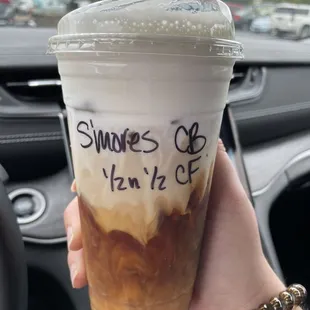 S'mores CB
1/2 n 1/2 CF